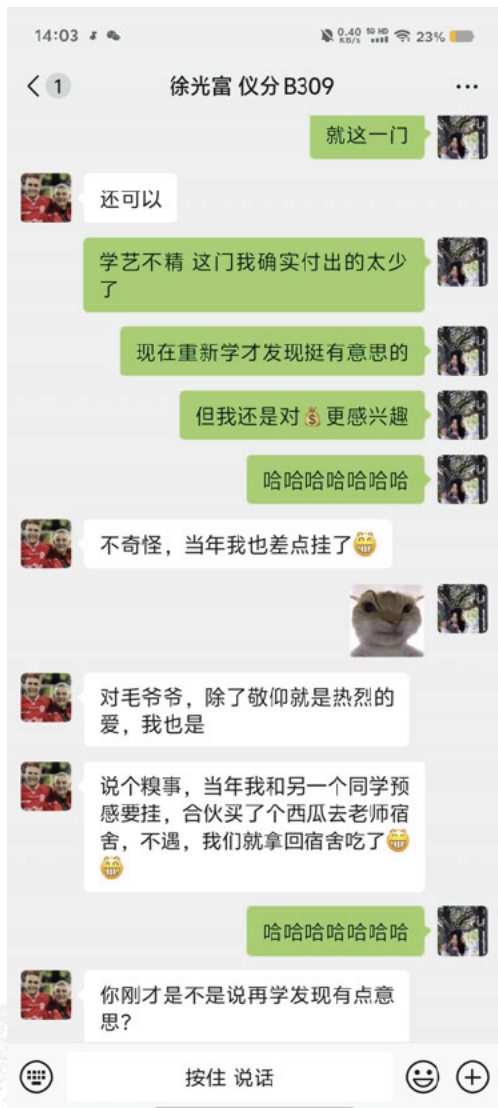 14:03
0.40 KB/s 5G HD 23%
1
徐光富 仪分B309
就这一门
还可以
学艺不精 这门我确实付出的太少
了
现在重新学才发现挺有意思的
但我还是对💰更感兴趣
哈哈哈哈哈哈哈
不奇怪，当年我也差点挂了😁
对毛爷爷，除了敬仰就是热烈的
爱，我也是
说个糗事，当年我和另一个同学预
感要挂，合伙买了个西瓜去老师宿
舍，不遇，我们就拿回宿舍吃了😁
😁
哈哈哈哈哈哈哈
你刚才是不是说再学发现有点意
思？
按住 说话